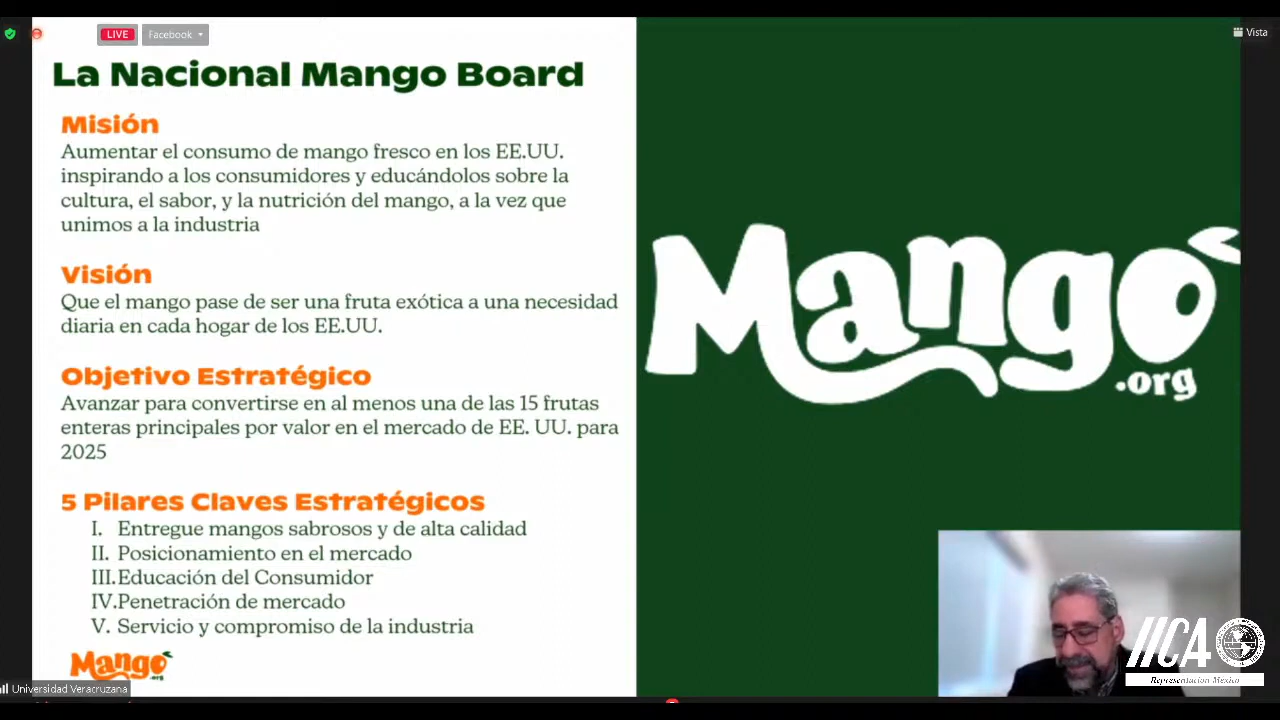 LIVE
Facebook
Vista
La Nacional Mango Board
Misión
Aumentar el consumo de mango fresco en los EE.UU.
inspirando a los consumidores y educándolos sobre la
cultura, el sabor, y la nutrición del mango, a la vez que
unimos a la industria
Visión
Que el mango pase de ser una fruta exótica a una necesidad
diaria en cada hogar de los EE.UU.
Objetivo Estratégico
Avanzar para convertirse en al menos una de las 15 frutas
enteras principales por valor en el mercado de EE. UU. para
2025
5 Pilares Claves Estratégicos
I. Entregue mangos sabrosos y de alta calidad
II. Posicionamiento en el mercado
III.Educación del Consumidor
IV.Penetración de mercado
V. Servicio y compromiso de la industria
Mango
.org
Universidad Veracruzana
Mango
.org
IICA
Representación México